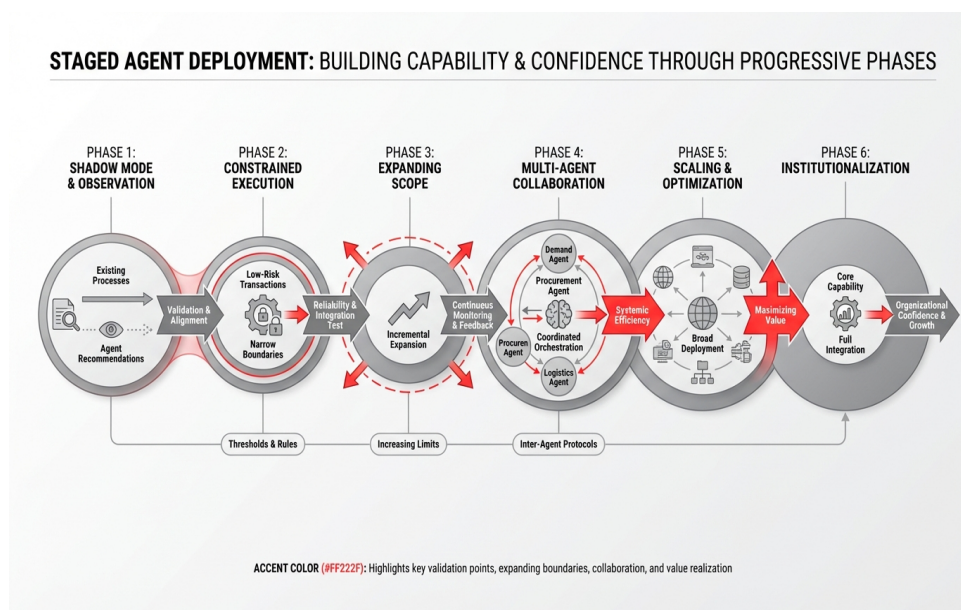 STAGED AGENT DEPLOYMENT: BUILDING CAPABILITY & CONFIDENCE THROUGH PROGRESSIVE PHASES
PHASE 1:
SHADOW MODE
& OBSERVATION
PHASE 2:
CONSTRAINED
EXECUTION
PHASE 3:
EXPANDING
SCOPE
PHASE 4:
MULTI-AGENT
COLLABORATION
PHASE 5:
SCALING &
OPTIMIZATION
PHASE 6:
INSTITUTIONALIZATION
Existing
Processes
Agent
Recommendations
Validation &
Alignment
Low-Risk
Transactions
Narrow
Boundaries
Reliability &
Integration
Test
Incremental
Expansion
Continueus
Monitoring
& Feedback
Demand
Agent
Procurement
Agent
Procuren
Agent
Coordinated
Orchestration
Logistics
Agent
Systemic
Efficiency
Broad
Deployment
Maximizing
Value
Core
Capability
Full
Integration
Organizational
Confidence
& Growth
Thresholds & Rules
Increasing Limits
Inter-Agent Protocols
ACCENT COLOR (#FF222F): Highlights key validation points, expanding boundaries, collaboration, and value realization